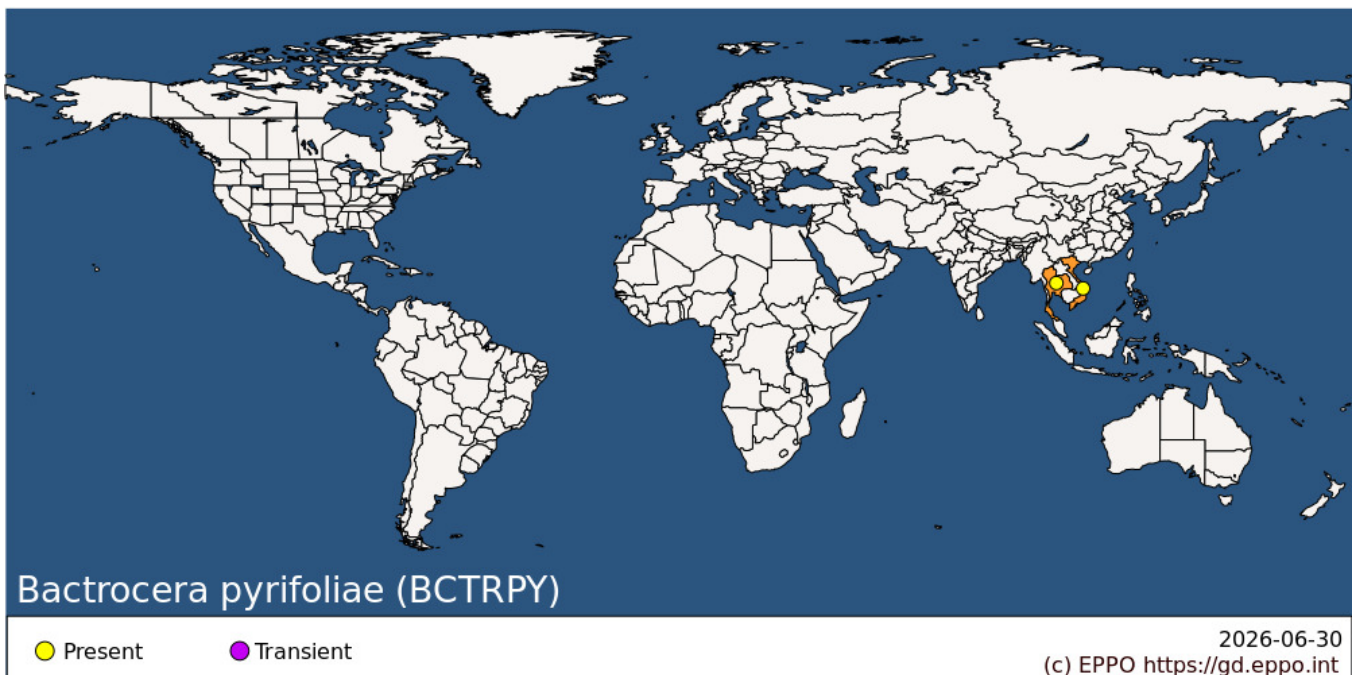 Bactrocera pyrifoliae (BCTRPY)
Present
Transient
2026-06-30
(c) EPPO https://gd.eppo.int